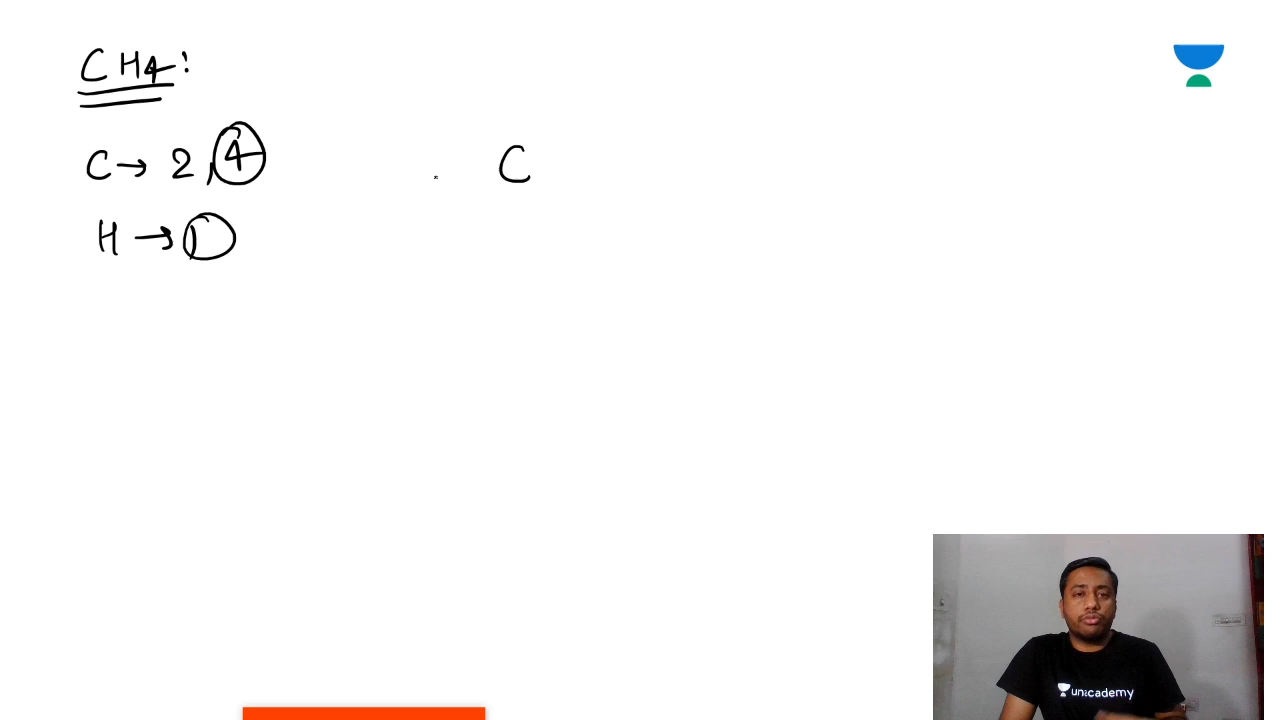 CH4:
C → 2, 4
C
H → 1
unacademy